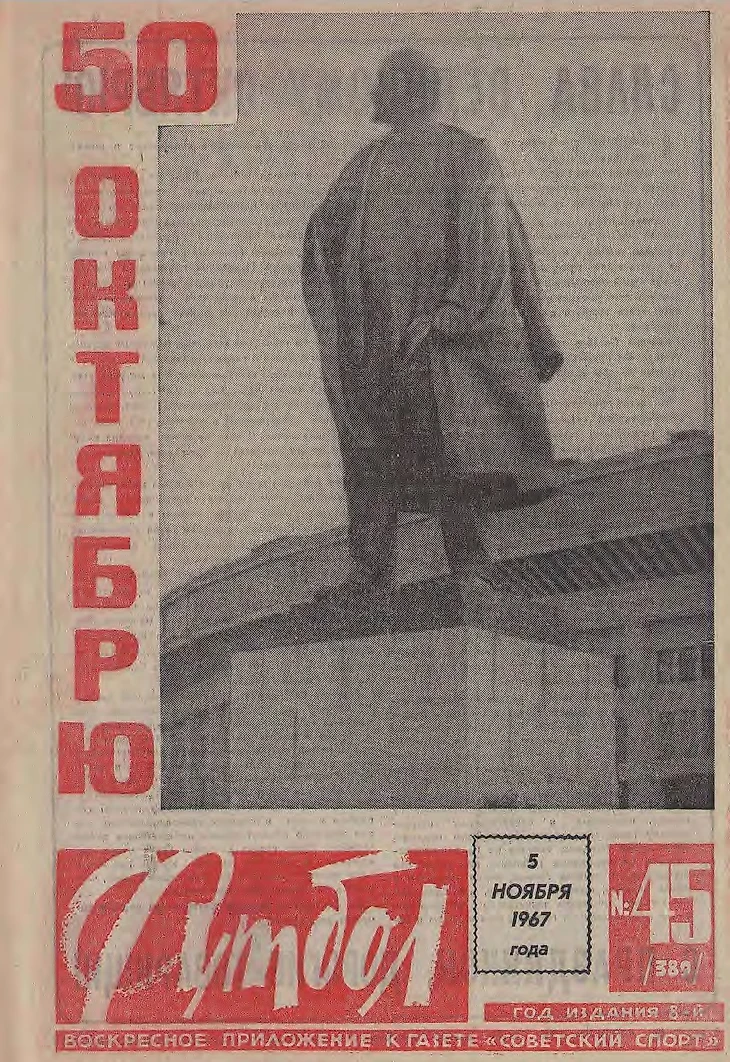 50
ОКТЯБРЮ
Футбол
5
НОЯБРЯ
1967
года
№ 45
/389/
ГОД ИЗДАНИЯ 8-й
ВОСКРЕСНОЕ ПРИЛОЖЕНИЕ К ГАЗЕТЕ «СОВЕТСКИЙ СПОРТ»